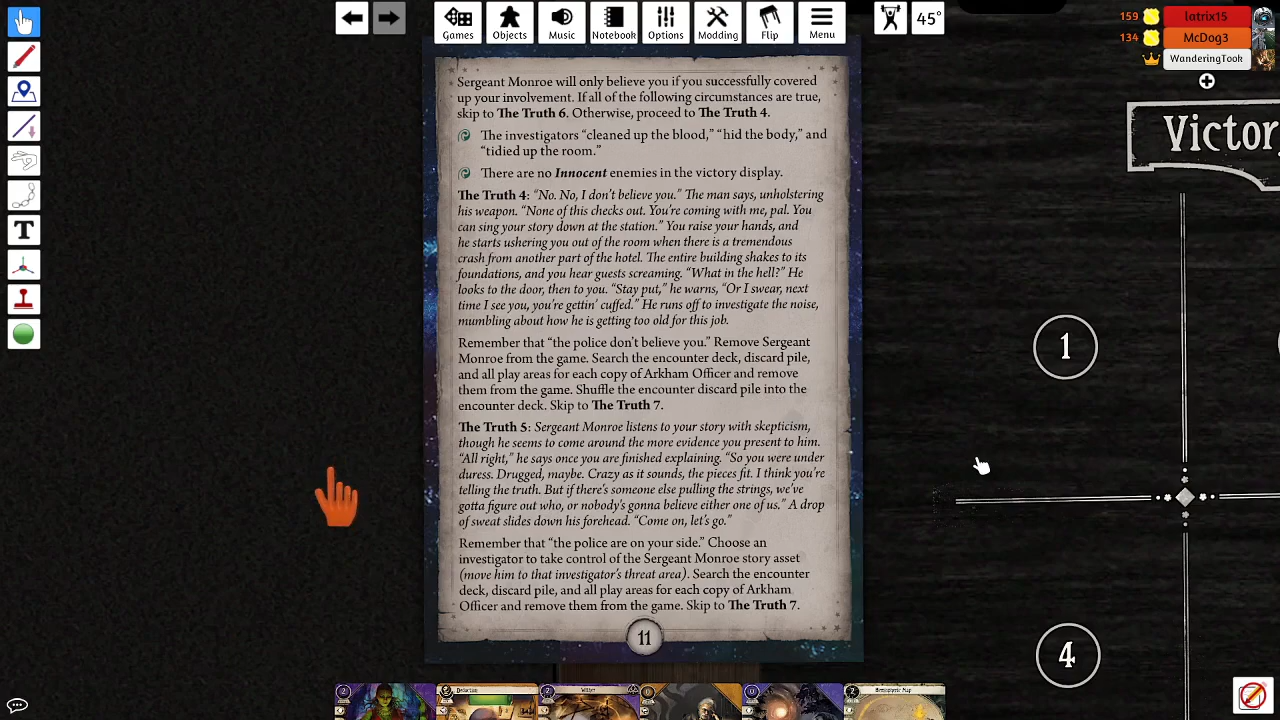 Games
Objects
Music
Notebook
Options
Modding
Flip
Menu
45°
159
latrix15
134
McDog3
WanderingTook
Sergeant Monroe will only believe you if you successfully covered
up your involvement. If all of the following circumstances are true,
skip to The Truth 6. Otherwise, proceed to The Truth 4.
The investigators “cleaned up the blood,” “hid the body,” and
“tidied up the room.”
There are no Innocent enemies in the victory display.
The Truth 4: “No. No, I don't believe you.” The man says, unholstering
his weapon. “None of this checks out. You're coming with me, pal. You
can sing your story down at the station.” You raise your hands, and
he starts ushering you out of the room when there is a tremendous
crash from another part of the hotel. The entire building shakes to its
foundations, and you hear guests screaming. “What in the hell?” He
looks to the door, then to you. “Stay put,” he warns, “Or I swear, next
time I see you, you're gettin' cuffed.” He runs off to investigate the noise,
mumbling about how he is getting too old for this job.
Remember that “the police don't believe you.” Remove Sergeant
Monroe from the game. Search the encounter deck, discard pile,
and all play areas for each copy of Arkham Officer and remove
them from the game. Shuffle the encounter discard pile into the
encounter deck. Skip to The Truth 7.
The Truth 5: Sergeant Monroe listens to your story with skepticism,
though he seems to come around the more evidence you present to him.
“All right,” he says once you are finished explaining. “So you were under
duress. Drugged, maybe. Crazy as it sounds, the pieces fit. I think you're
telling the truth. But if there's someone else pulling the strings, we've
gotta figure out who, or nobody's gonna believe either one of us.” A drop
of sweat slides down his forehead. “Come on, let's go.”
Remember that “the police are on your side.” Choose an
investigator to take control of the Sergeant Monroe story asset
(move him to that investigator's threat area). Search the encounter
deck, discard pile, and all play areas for each copy of Arkham
Officer and remove them from the game. Skip to The Truth 7.
11
Victor
1
4
2
Deduction
2
Wither
0
0
2
Hemispheric Map